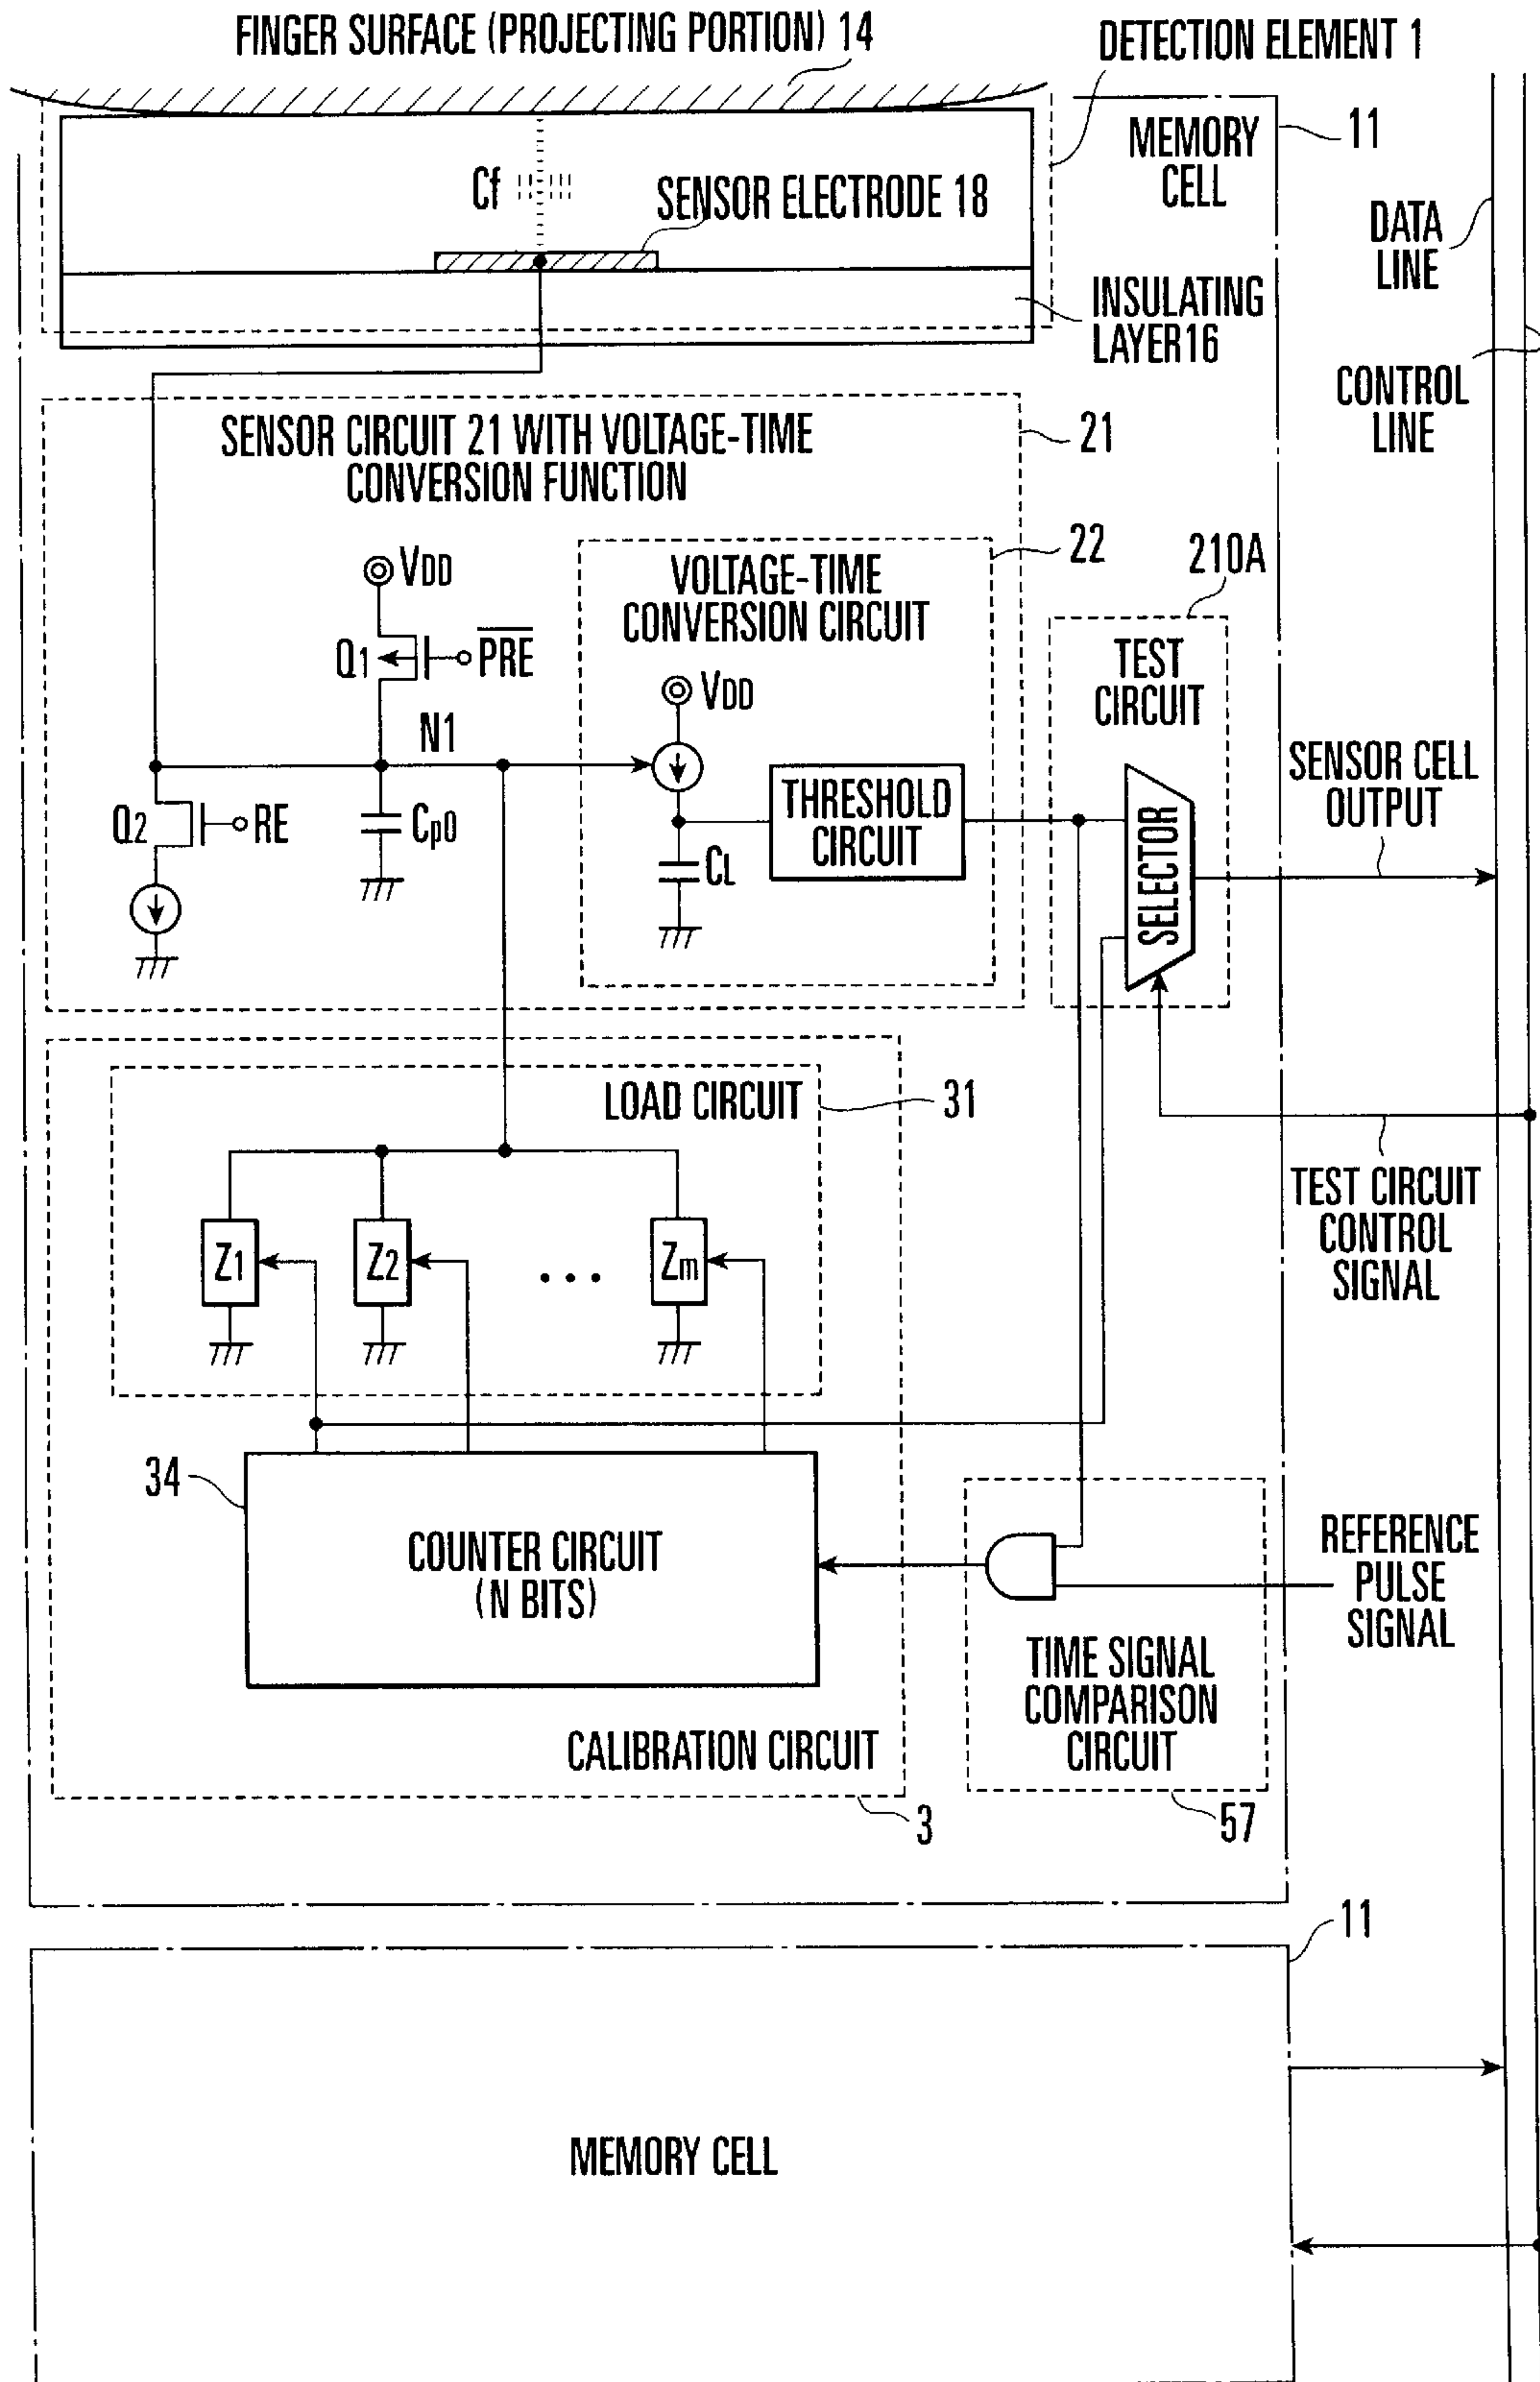 FINGER SURFACE (PROJECTING PORTION) 14
DETECTION ELEMENT 1
MEMORY
CELL
11
Cf
SENSOR ELECTRODE 18
DATA
LINE
INSULATING
LAYER16
CONTROL
LINE
SENSOR CIRCUIT 21 WITH VOLTAGE-TIME
CONVERSION FUNCTION
21
VDD
Q1
PRE
N1
Q2
RE
Cp0
22
VOLTAGE-TIME
CONVERSION CIRCUIT
VDD
THRESHOLD
CIRCUIT
CL
210A
TEST
CIRCUIT
SELECTOR
SENSOR CELL
OUTPUT
LOAD CIRCUIT
31
Z1
Z2
...
Zm
TEST CIRCUIT
CONTROL
SIGNAL
34
COUNTER CIRCUIT
(N BITS)
REFERENCE
PULSE
SIGNAL
TIME SIGNAL
COMPARISON
CIRCUIT
CALIBRATION CIRCUIT
3
57
11
MEMORY CELL